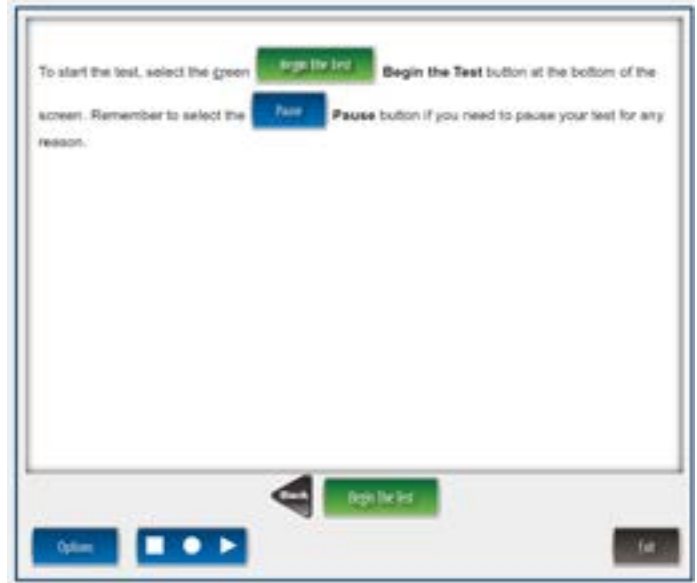 To start the test, select the green Begin the Test Begin the Test button at the bottom of the
screen. Remember to select the Pause Pause button if you need to pause your test for any
reason.
Back Begin the Test
Options Exit